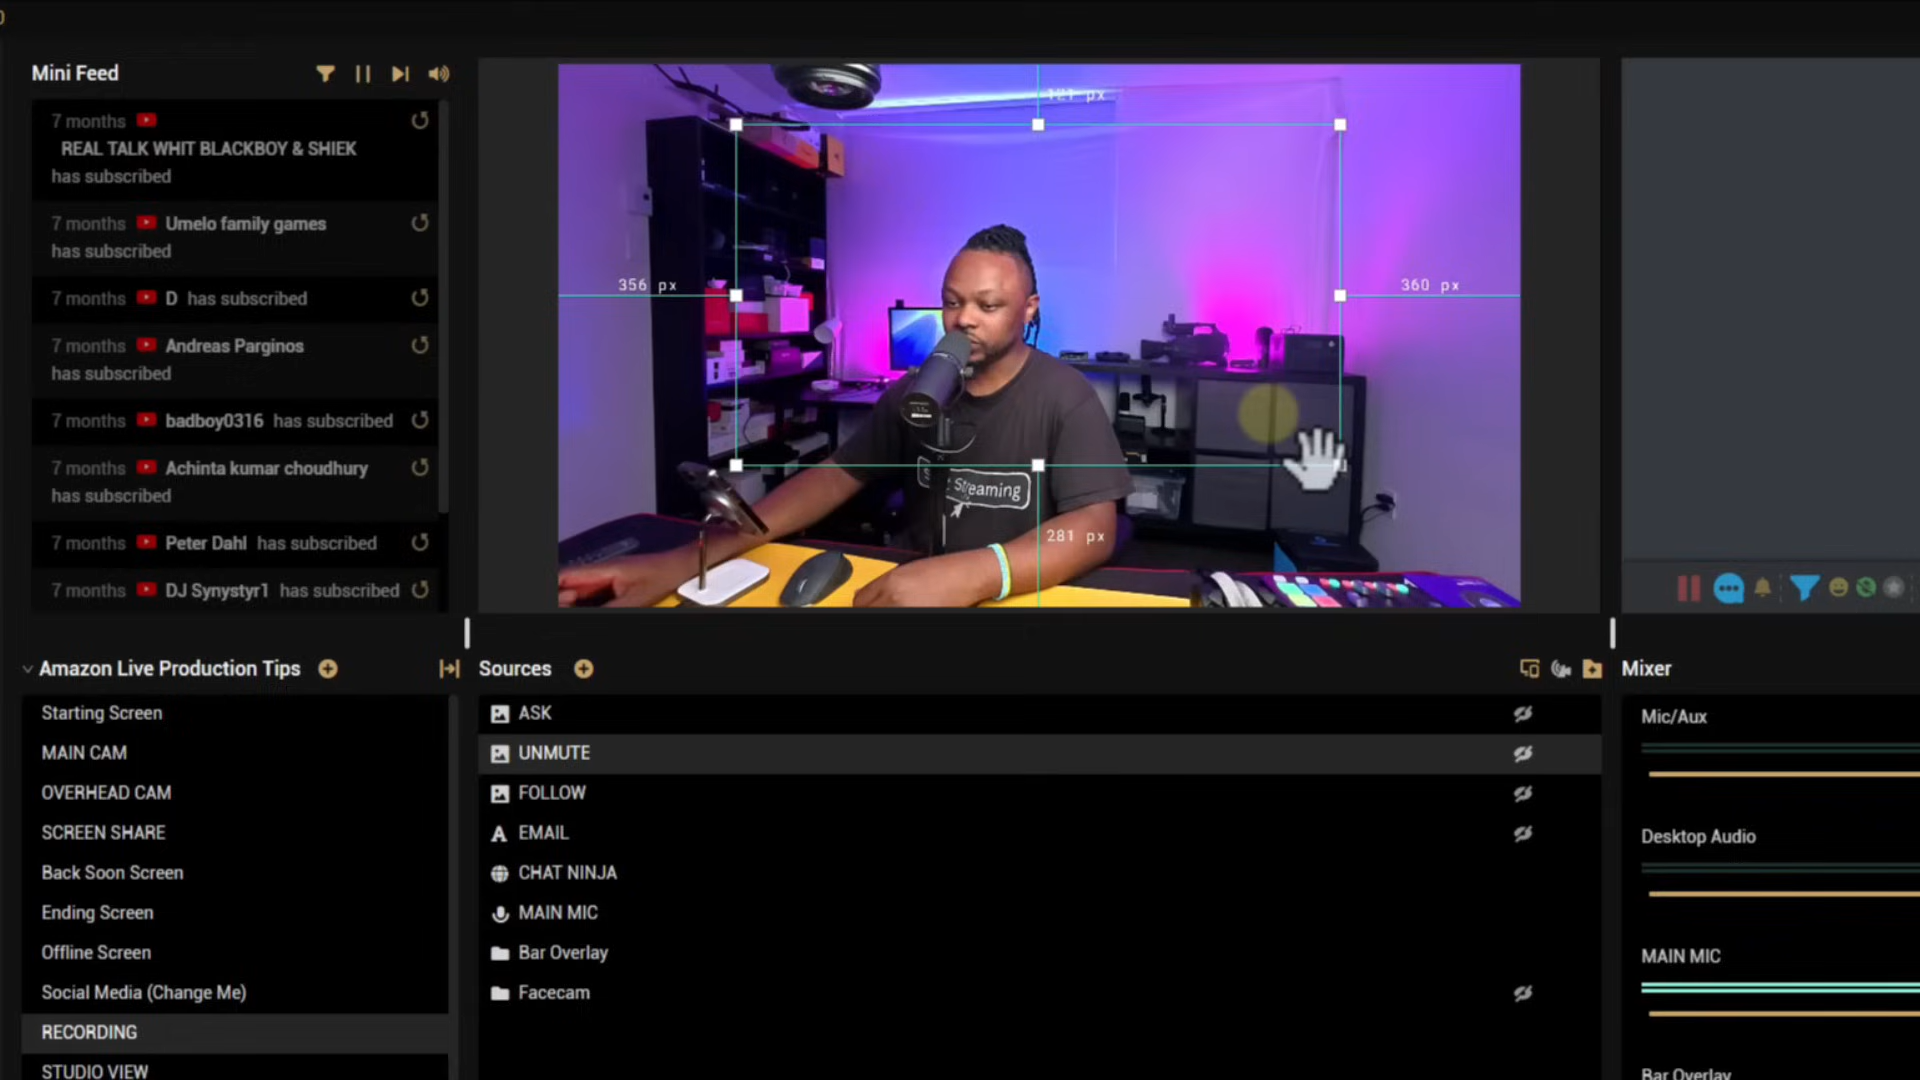 Mini Feed
7 months
REAL TALK WHIT BLACKBOY & SHIEK
has subscribed
7 months Umelo family games
has subscribed
7 months D has subscribed
7 months Andreas Parginos
has subscribed
7 months badboy0316 has subscribed
7 months Achinta kumar choudhury
has subscribed
7 months Peter Dahl has subscribed
7 months DJ Synystyr1 has subscribed
121 px
356 px
360 px
Streaming
281 px
Amazon Live Production Tips
Starting Screen
MAIN CAM
OVERHEAD CAM
SCREEN SHARE
Back Soon Screen
Ending Screen
Offline Screen
Social Media (Change Me)
RECORDING
STUDIO VIEW
Sources
ASK
UNMUTE
FOLLOW
EMAIL
CHAT NINJA
MAIN MIC
Bar Overlay
Facecam
Mixer
Mic/Aux
Desktop Audio
MAIN MIC
Bar Overlay